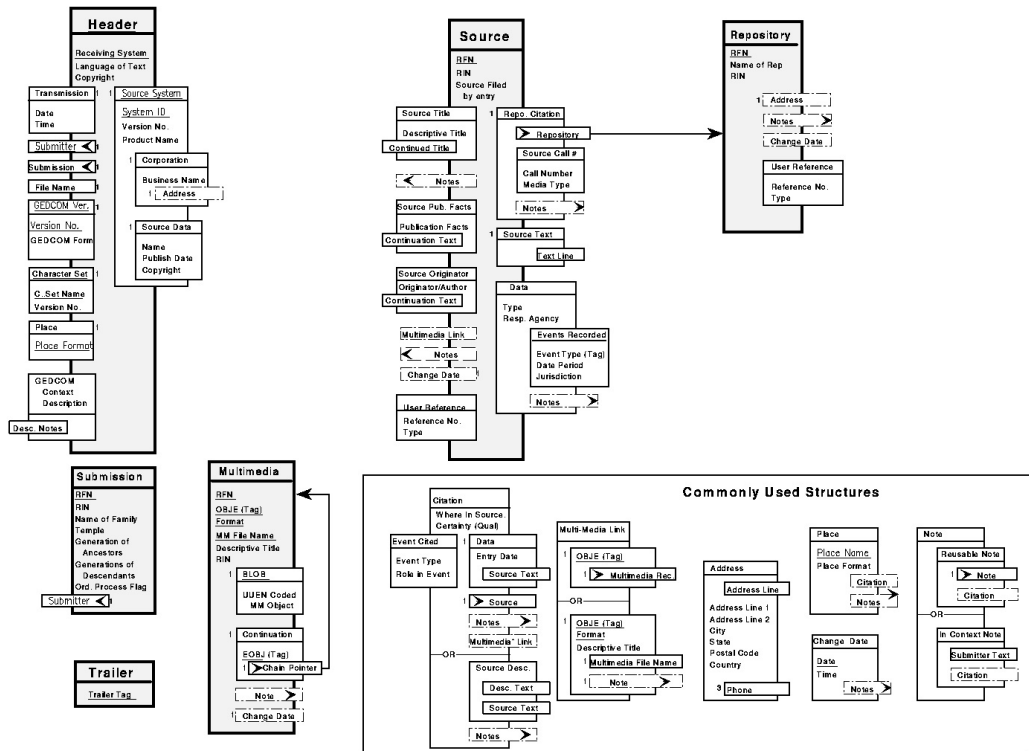 Header
Receiving System
Language of Text
Copyright
Transmission 1
Date
Time
Submitter 1
Submission 1
File Name 1
GEDCOM Ver. 1
Version No.
GEDCOM Form
Character Set 1
C..Set Name
Version No.
Place 1
Place Format
GEDCOM
Context
Description
Desc. Notes
1 Source System
System ID
Version No.
Product Name
1 Corporation
Business Name
1 Address
1 Source Data
Name
Publish Date
Copyright
Source
RFN
RIN
Source Filed
by entry
Source Title
Descriptive Title
Continued Title
Notes
Source Pub. Facts
Publication Facts
Continuation Text
Source Originator
Originator/Author
Continuation Text
Multimedia Link
Notes
Change Date 1
User Reference
Reference No.
Type
1 Repo. Citation
Repository
Source Call #
Call Number
Media Type
Notes
1 Source Text
Text Line
Data
Type
Resp. Agency
Events Recorded
Event Type (Tag)
Date Period
Jurisdiction
Notes
Repository
RFN
Name of Rep
RIN
1 Address
Notes
Change Date
User Reference
Reference No.
Type
Submission
RFN
RIN
Name of Family
Temple
Generation of
Ancestors
Generations of
Descendants
Ord. Process Flag
Submitter 1
Trailer
Trailer Tag
Multimedia
RFN
OBJE (Tag)
Format
MM File Name
Descriptive Title
RIN
1 BLOB
UUEN Coded
MM Object
1 Continuation
EOBJ (Tag)
1 Chain Pointer
Note
1 Change Date
Commonly Used Structures
Citation
Where In Source.
Certainty (Qual)
Event Cited
Event Type
Role in Event
1 Data
Entry Date
Source Text
1 Source
Notes
Multimedia" Link
OR
Source Desc.
Desc. Text
Source Text
Notes
Multi-Media Link
1 OBJE (Tag)
1 Multimedia Rec
OR
1 OBJE (Tag)
Format
Descriptive Title
1 Multimedia File Name
1 Note
Address
Address Line
Address Line 1
Address Line 2
City
State
Postal Code
Country
3 Phone
Place
Place Name
Place Format
Citation
Notes
Change Date
Date
Time
Notes
Note
Reusable Note
1 Note
Citation
OR
In Context Note
Submitter Text
Citation